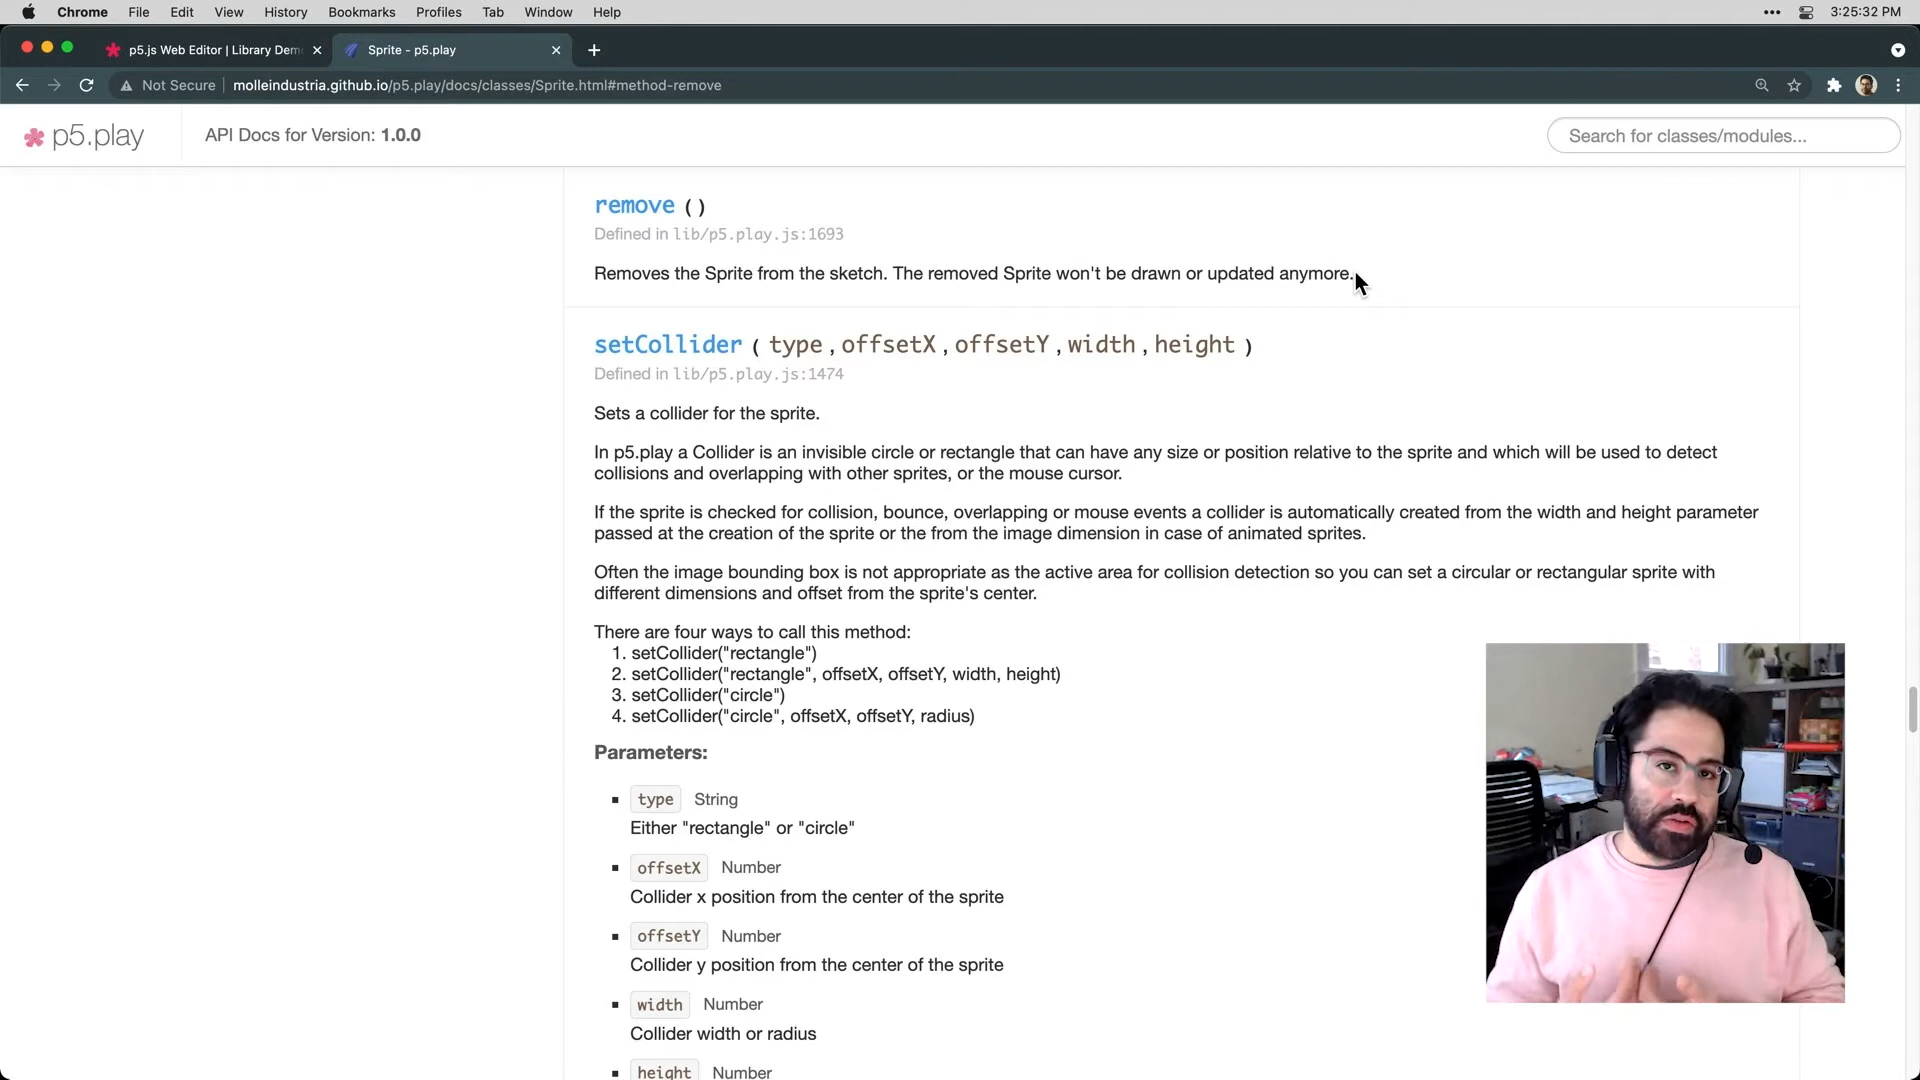 Chrome File Edit View History Bookmarks Profiles Tab Window Help 3:25:32 PM
p5.js Web Editor | Library Dem Sprite - p5.play
Not Secure molleindustria.github.io/p5.play/docs/classes/Sprite.html#method-remove
p5.play API Docs for Version: 1.0.0 Search for classes/modules...
remove ()
Defined in lib/p5.play.js:1693
Removes the Sprite from the sketch. The removed Sprite won't be drawn or updated anymore.
setCollider ( type , offsetX , offsetY , width , height )
Defined in lib/p5.play.js:1474
Sets a collider for the sprite.
In p5.play a Collider is an invisible circle or rectangle that can have any size or position relative to the sprite and which will be used to detect
collisions and overlapping with other sprites, or the mouse cursor.
If the sprite is checked for collision, bounce, overlapping or mouse events a collider is automatically created from the width and height parameter
passed at the creation of the sprite or the from the image dimension in case of animated sprites.
Often the image bounding box is not appropriate as the active area for collision detection so you can set a circular or rectangular sprite with
different dimensions and offset from the sprite's center.
There are four ways to call this method:
1. setCollider("rectangle")
2. setCollider("rectangle", offsetX, offsetY, width, height)
3. setCollider("circle")
4. setCollider("circle", offsetX, offsetY, radius)
Parameters:
type String
Either "rectangle" or "circle"
offsetX Number
Collider x position from the center of the sprite
offsetY Number
Collider y position from the center of the sprite
width Number
Collider width or radius
height Number